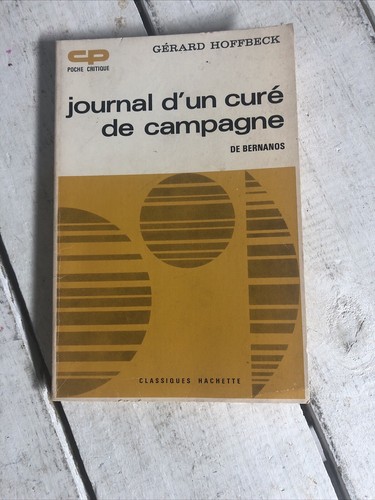 cp
POCHE CRITIQUE
GÉRARD HOFFBECK
journal d'un curé
de campagne
DE BERNANOS
CLASSIQUES HACHETTE